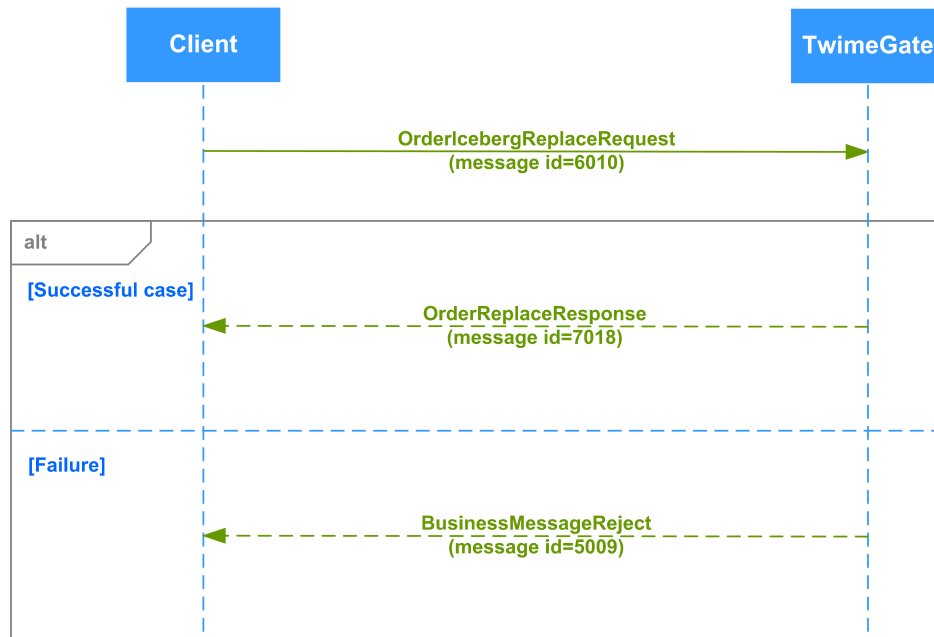 Client
TwimeGate
OrderIcebergReplaceRequest
(message id=6010)
alt
[Successful case]
OrderReplaceResponse
(message id=7018)
[Failure]
BusinessMessageReject
(message id=5009)